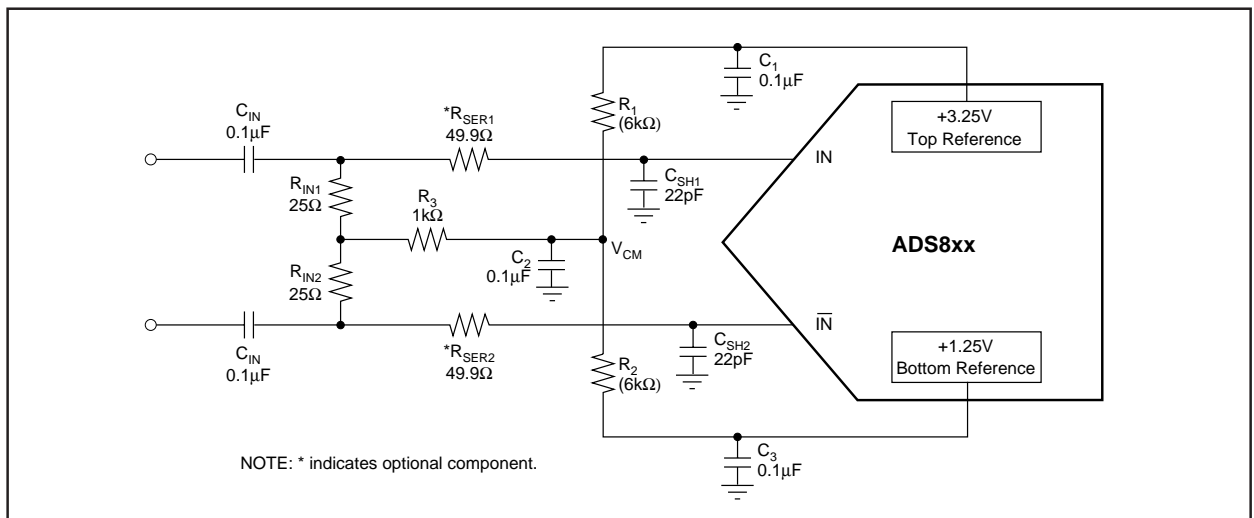 C1
0.1µF
R1
(6kΩ)
+3.25V
Top Reference
CIN
0.1µF
*RSER1
49.9Ω
IN
RIN1
25Ω
R3
1kΩ
CSH1
22pF
ADS8xx
VCM
C2
0.1µF
RIN2
25Ω
CIN
0.1µF
*RSER2
49.9Ω
CSH2
22pF
IN
R2
(6kΩ)
+1.25V
Bottom Reference
C3
0.1µF
NOTE: * indicates optional component.